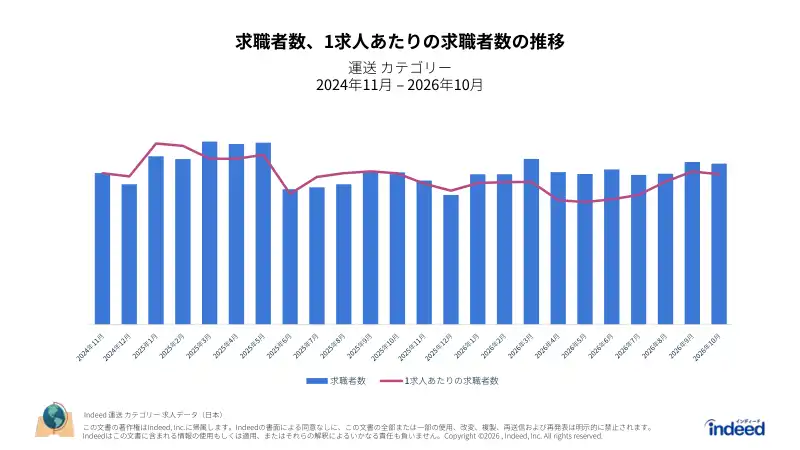 求職者数、1求人あたりの求職者数の推移
運送 カテゴリー
2024年11月 – 2026年10月
2024年11月
2024年12月
2025年1月
2025年2月
2025年3月
2025年4月
2025年5月
2025年6月
2025年7月
2025年8月
2025年9月
2025年10月
2025年11月
2025年12月
2026年1月
2026年2月
2026年3月
2026年4月
2026年5月
2026年6月
2026年7月
2026年8月
2026年9月
2026年10月
求職者数
1求人あたりの求職者数
Indeed 運送 カテゴリー 求人データ（日本）
この文書の著作権はIndeed, Inc.に帰属します。Indeedの書面による同意なしに、この文書の全部または一部の使用、改変、複製、再送信および再発表は明示的に禁止されます。
Indeedはこの文書に含まれる情報の使用もしくは適用、またはそれらの解釈によるいかなる責任も負いません。Copyright ©2026 , Indeed, Inc. All rights reserved.
インディード
indeed